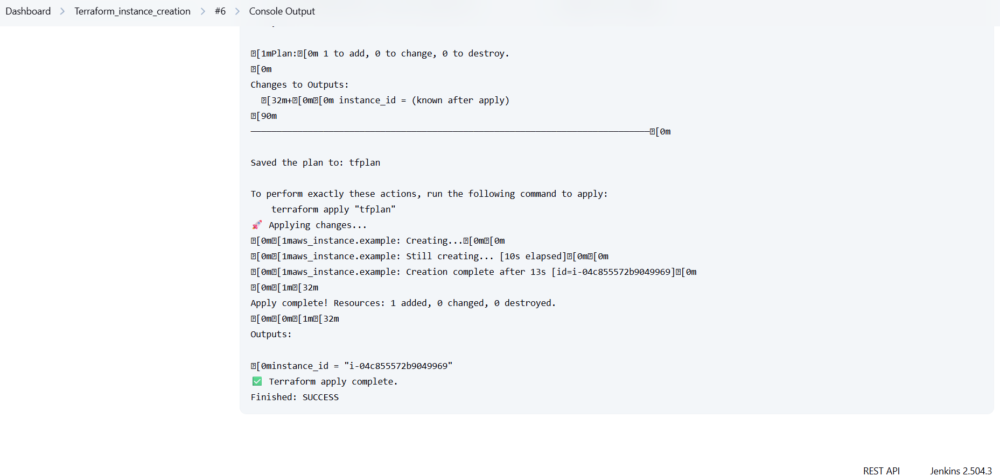 Dashboard > Terraform_instance_creation > #6 > Console Output
�[1mPlan:�[0m 1 to add, 0 to change, 0 to destroy.
�[0m
Changes to Outputs:
  �[32m+�[0m�[0m instance_id = (known after apply)
�[90m
─────────────────────────────────────────────────────────────────────────────�[0m
Saved the plan to: tfplan
To perform exactly these actions, run the following command to apply:
    terraform apply "tfplan"
🚀 Applying changes...
�[0m�[1maws_instance.example: Creating...�[0m�[0m
�[0m�[1maws_instance.example: Still creating... [10s elapsed]�[0m�[0m
�[0m�[1maws_instance.example: Creation complete after 13s [id=i-04c855572b9049969]�[0m
�[0m�[1m�[32m
Apply complete! Resources: 1 added, 0 changed, 0 destroyed.
�[0m�[0m�[1m�[32m
Outputs:
�[0minstance_id = "i-04c855572b9049969"
✅ Terraform apply complete.
Finished: SUCCESS
REST API Jenkins 2.504.3